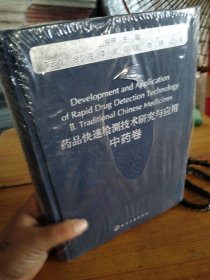 Development and Application
of Rapid Drug Detection Technology
II. Traditional Chinese Medicines
药品快速检测技术研究与应用
中药卷